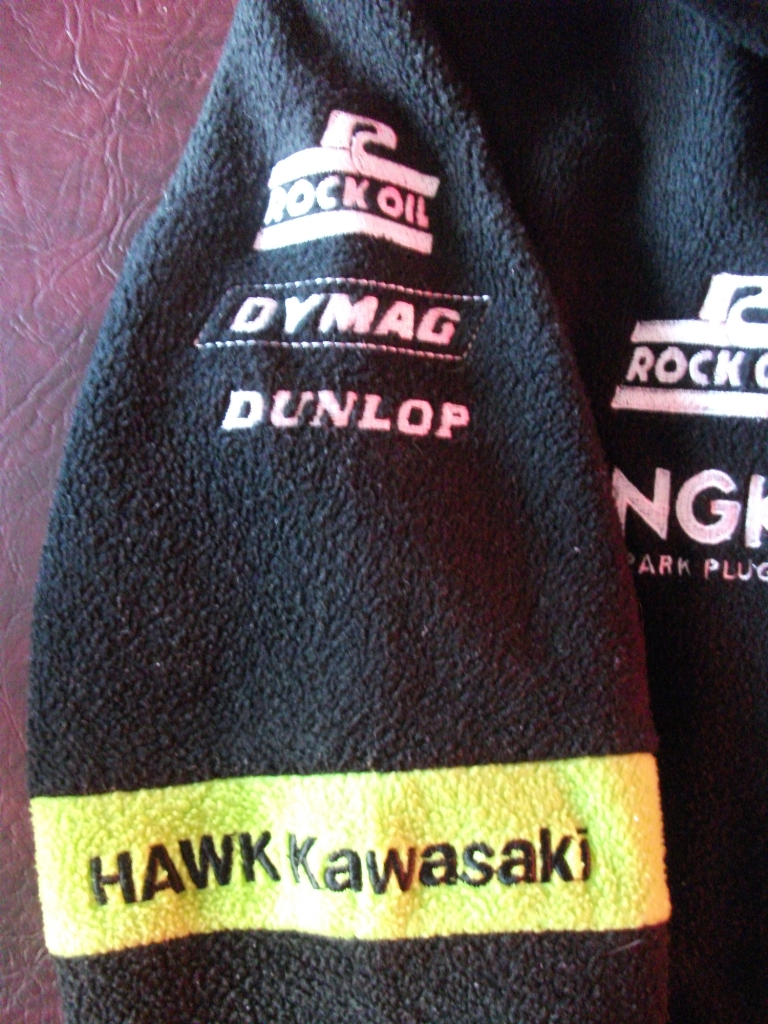 ROCK OIL
DYMAG
DUNLOP
HAWK Kawasaki
ROCK O
NGK
PARK PLUG